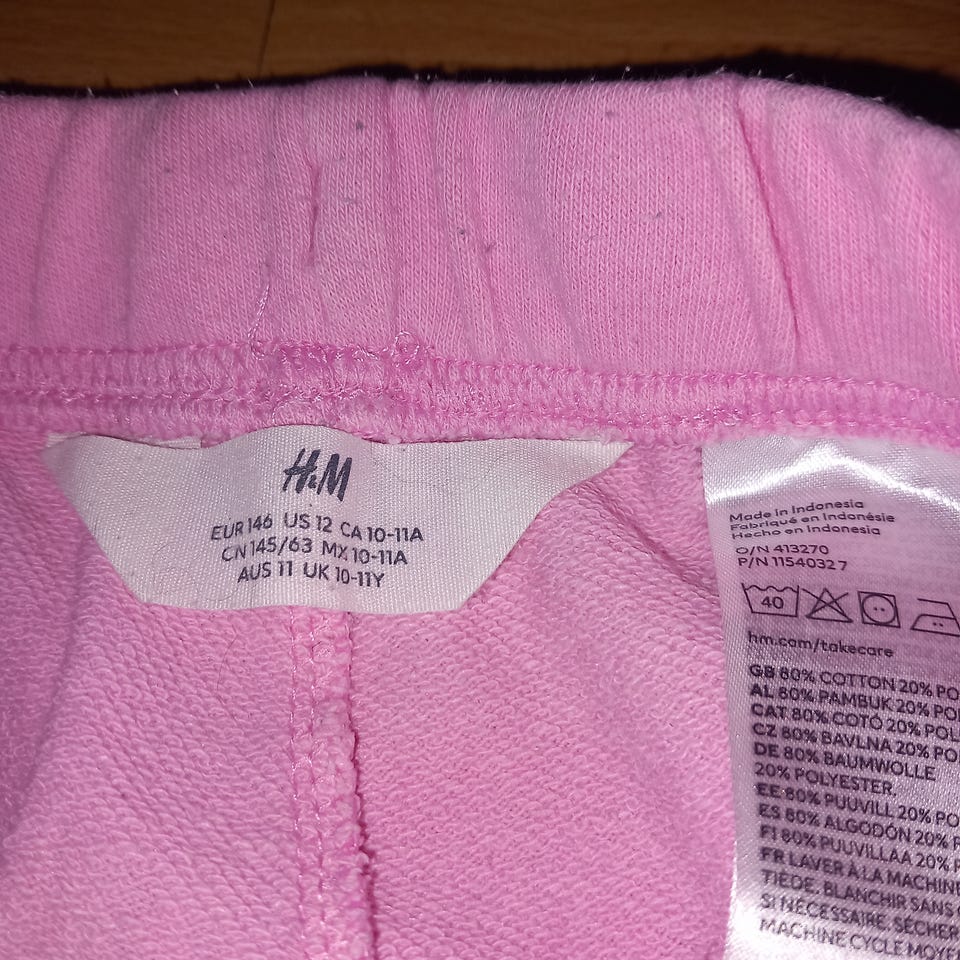 H&M
EUR 146 US 12 CA 10-11A
CN 145/63 MX 10-11A
AUS 11 UK 10-11Y
Made in Indonesia
Fabriqué en Indonésie
Hecho en Indonesia
O/N 413270
P/N 11540327
40
hm.com/takecare
GB 80% COTTON 20% PO
AL 80% PAMBUK 20% PO
CAT 80% COTÓ 20% POL
CZ 80% BAVLNA 20% PO
DE 80% BAUMWOLLE
20% POLYESTER.
EE 80% PUUVILL 20% PO
ES 80% ALGODÓN 20% P
FI 80% PUUVILLAA 20% P
FR LAVER À LA MACHINE
TIÈDE. BLANCHIR SANS
SI NÉCESSAIRE. SÉCHER
MACHINE CYCLE MOYE